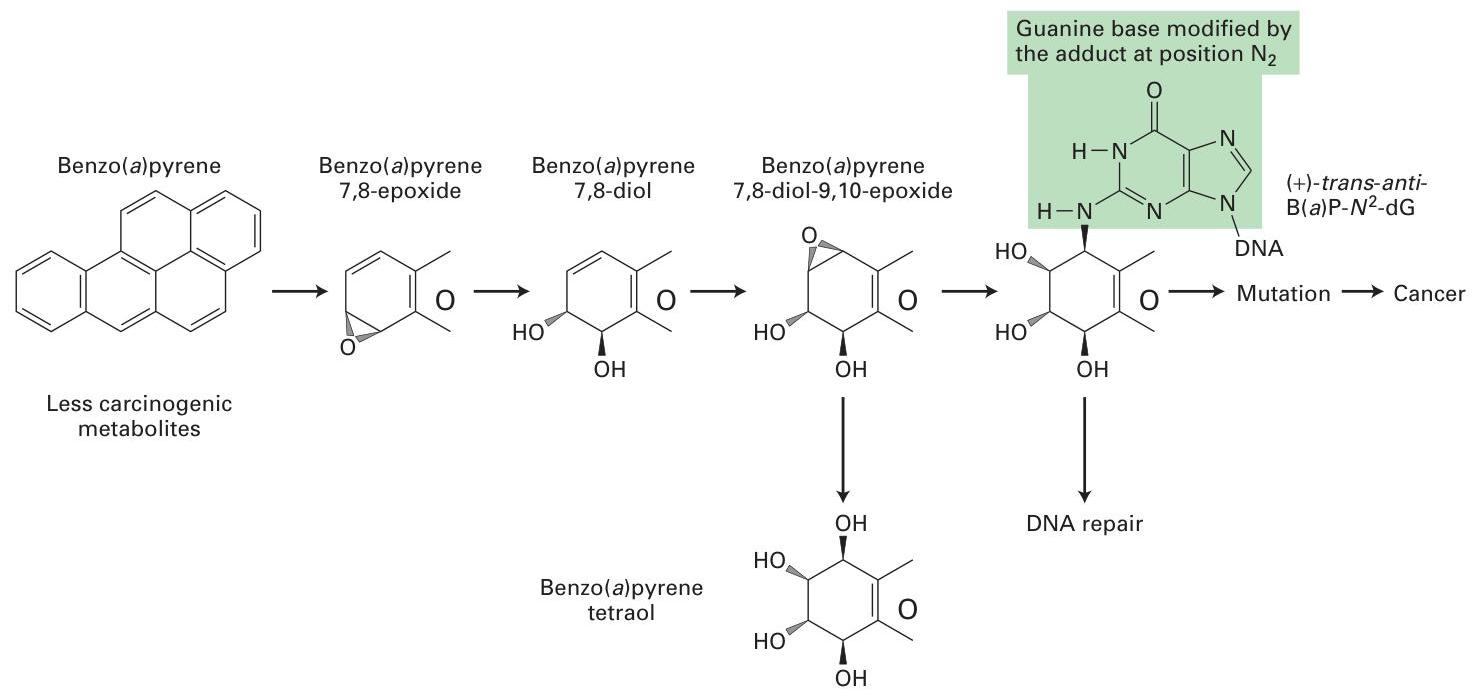 Guanine base modified by
the adduct at position N2
O
N
H–N
H–N
N
N
DNA
(+)-trans-anti-
B(a)P-N2-dG
Benzo(a)pyrene
Benzo(a)pyrene
7,8-epoxide
Benzo(a)pyrene
7,8-diol
Benzo(a)pyrene
7,8-diol-9,10-epoxide
O
O
O
HO
OH
O
O
HO
OH
HO
HO
OH
O
Mutation
Cancer
Less carcinogenic
metabolites
DNA repair
Benzo(a)pyrene
tetraol
OH
HO
HO
OH
O